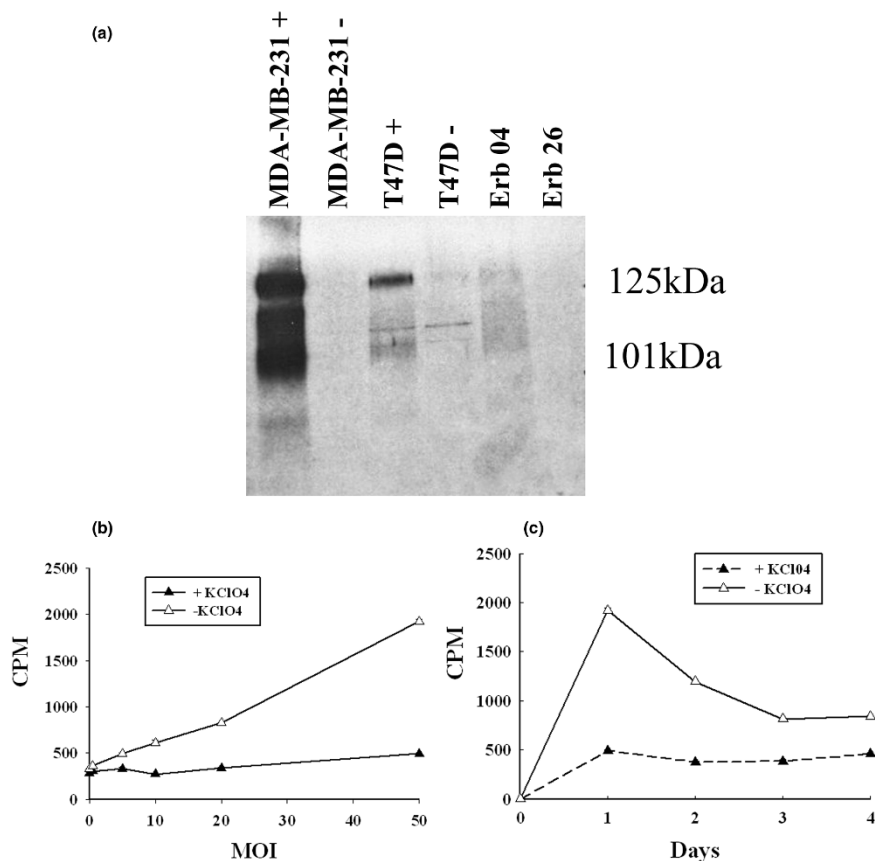 (a)
MDA-MB-231 +
MDA-MB-231 -
T47D +
T47D -
Erb 04
Erb 26
125kDa
101kDa
(b)
2500
2000
1500
1000
500
0
CPM
+ KClO4
-KClO4
0
10
20
30
40
50
MOI
(c)
2500
2000
1500
1000
500
0
CPM
+ KCl04
- KClO4
0
1
2
3
4
Days